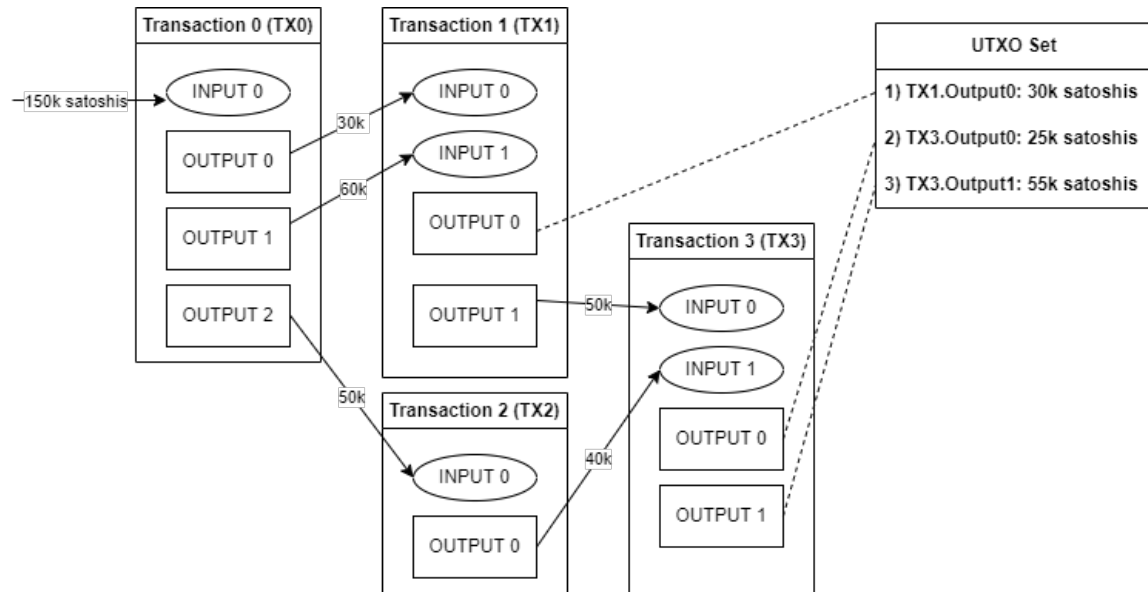 Transaction 0 (TX0)
150k satoshis
INPUT 0
OUTPUT 0
OUTPUT 1
OUTPUT 2
30k
60k
50k
Transaction 1 (TX1)
INPUT 0
INPUT 1
OUTPUT 0
OUTPUT 1
50k
Transaction 2 (TX2)
INPUT 0
OUTPUT 0
40k
Transaction 3 (TX3)
INPUT 0
INPUT 1
OUTPUT 0
OUTPUT 1
UTXO Set
1) TX1.Output0: 30k satoshis
2) TX3.Output0: 25k satoshis
3) TX3.Output1: 55k satoshis